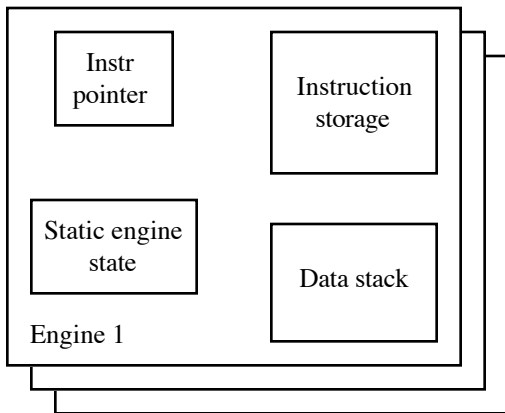 Instr
pointer
Instruction
storage
Static engine
state
Data stack
Engine 1